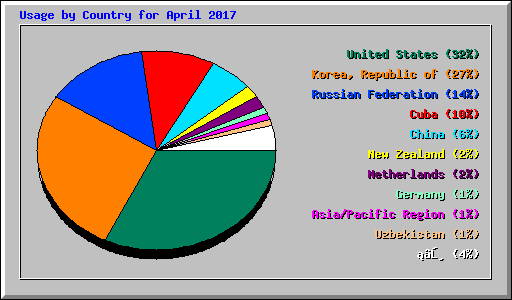 Usage by Country for April 2017
United States (32%)
Korea, Republic of (27%)
Russian Federation (14%)
Cuba (10%)
China (6%)
New Zealand (2%)
Netherlands (2%)
Germany (1%)
Asia/Pacific Region (1%)
Uzbekistan (1%)
(4%)